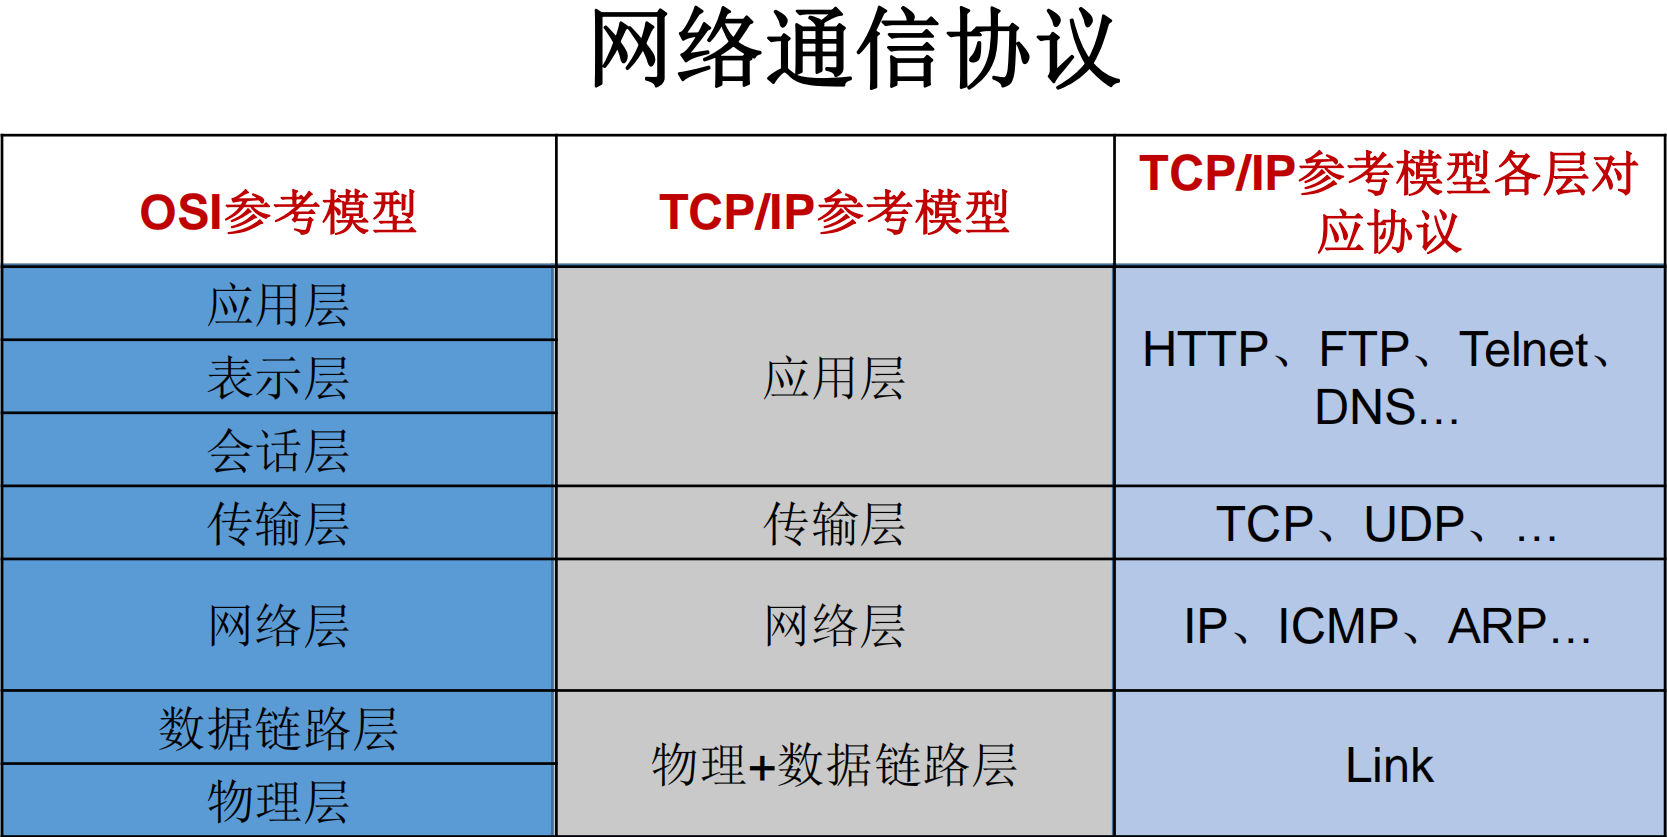 网络通信协议
OSI参考模型
TCP/IP参考模型
TCP/IP参考模型各层对
应协议
应用层
表示层
会话层
应用层
HTTP、FTP、Telnet、
DNS…
传输层
传输层
TCP、UDP、…
网络层
网络层
IP、ICMP、ARP…
数据链路层
物理层
物理+数据链路层
Link